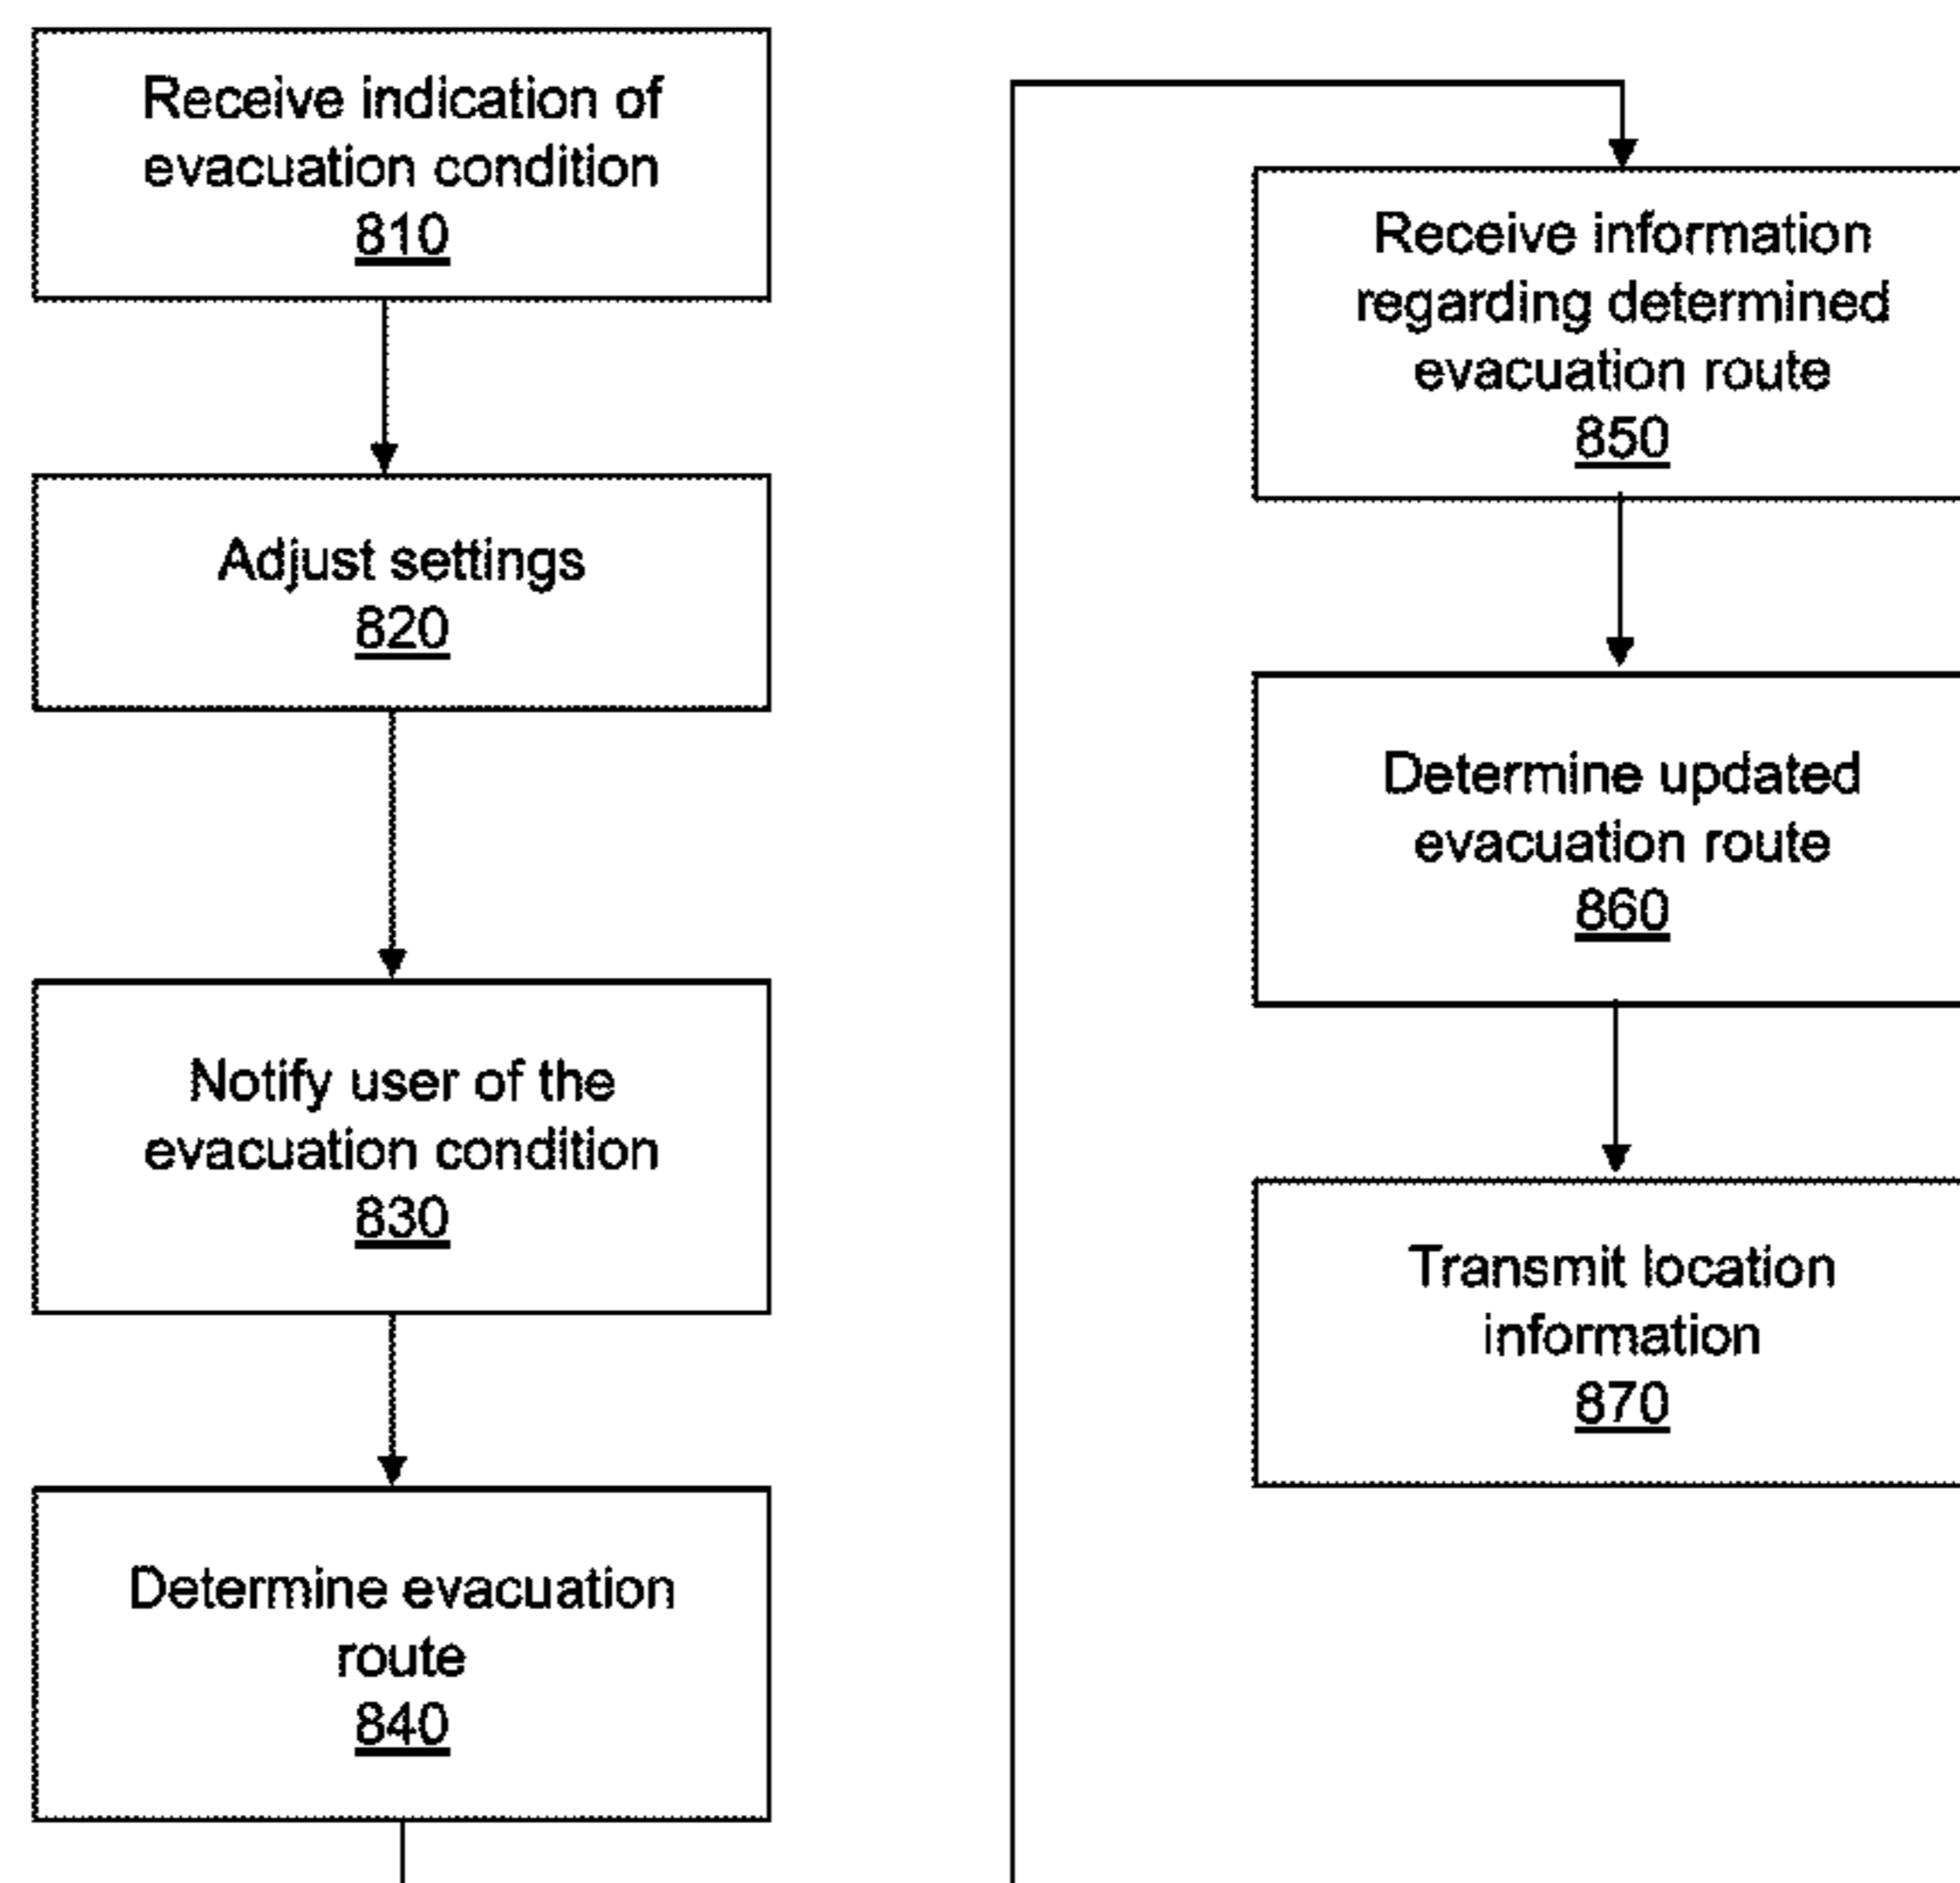 Receive indication of
evacuation condition
810
Adjust settings
820
Notify user of the
evacuation condition
830
Determine evacuation
route
840
Receive information
regarding determined
evacuation route
850
Determine updated
evacuation route
860
Transmit location
information
870